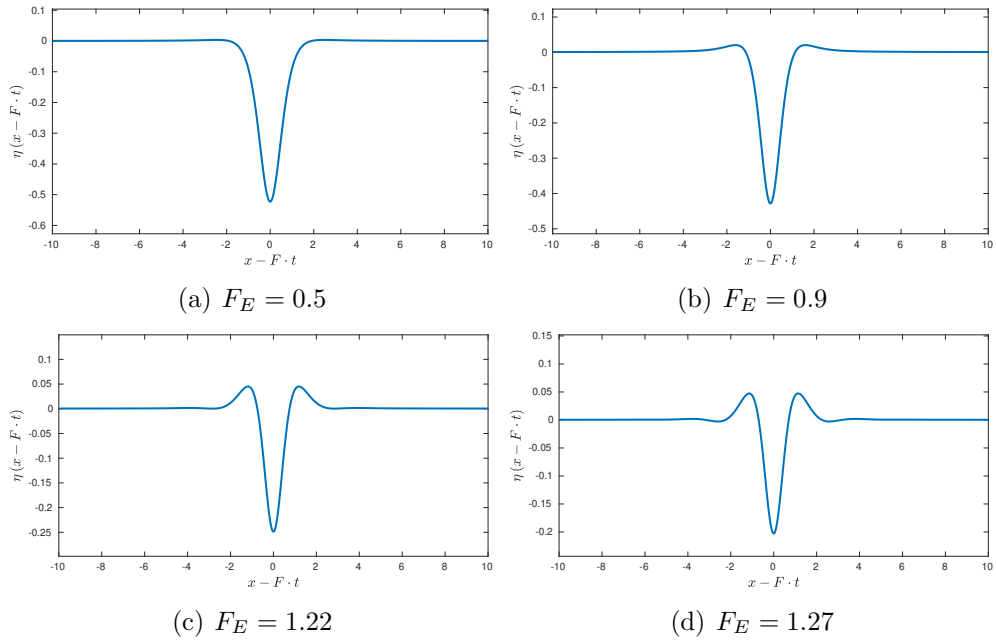 0.1
0
-0.1
-0.2
-0.3
-0.4
-0.5
-0.6
η (x − F · t)
-10 -8 -6 -4 -2 0 2 4 6 8 10
x − F · t
(a) F_E = 0.5
0.1
0
-0.1
-0.2
-0.3
-0.4
-0.5
η (x − F · t)
-10 -8 -6 -4 -2 0 2 4 6 8 10
x − F · t
(b) F_E = 0.9
0.1
0.05
0
-0.05
-0.1
-0.15
-0.2
-0.25
η (x − F · t)
-10 -8 -6 -4 -2 0 2 4 6 8 10
x − F · t
(c) F_E = 1.22
0.15
0.1
0.05
0
-0.05
-0.1
-0.15
-0.2
η (x − F · t)
-10 -8 -6 -4 -2 0 2 4 6 8 10
x − F · t
(d) F_E = 1.27